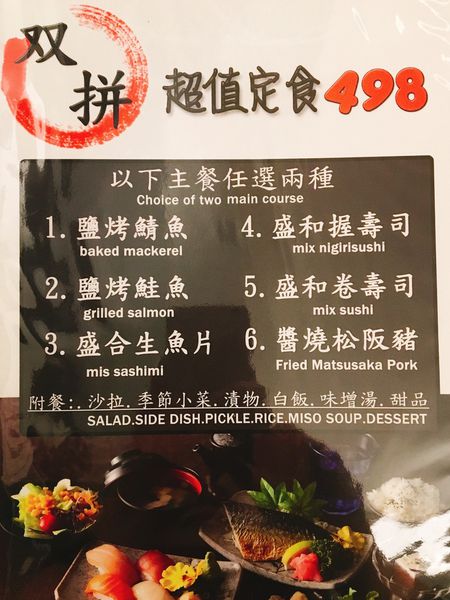 双拼
超值定食498
以下主餐任選兩種
Choice of two main course
1. 鹽烤鯖魚
baked mackerel
2. 鹽烤鮭魚
grilled salmon
3. 盛合生魚片
mis sashimi
4. 盛和握壽司
mix nigirisushi
5. 盛和卷壽司
mix sushi
6. 醬燒松阪豬
Fried Matsusaka Pork
附餐:.沙拉.季節小菜.漬物.白飯.味增湯.甜品
SALAD.SIDE DISH.PICKLE.RICE.MISO SOUP.DESSERT